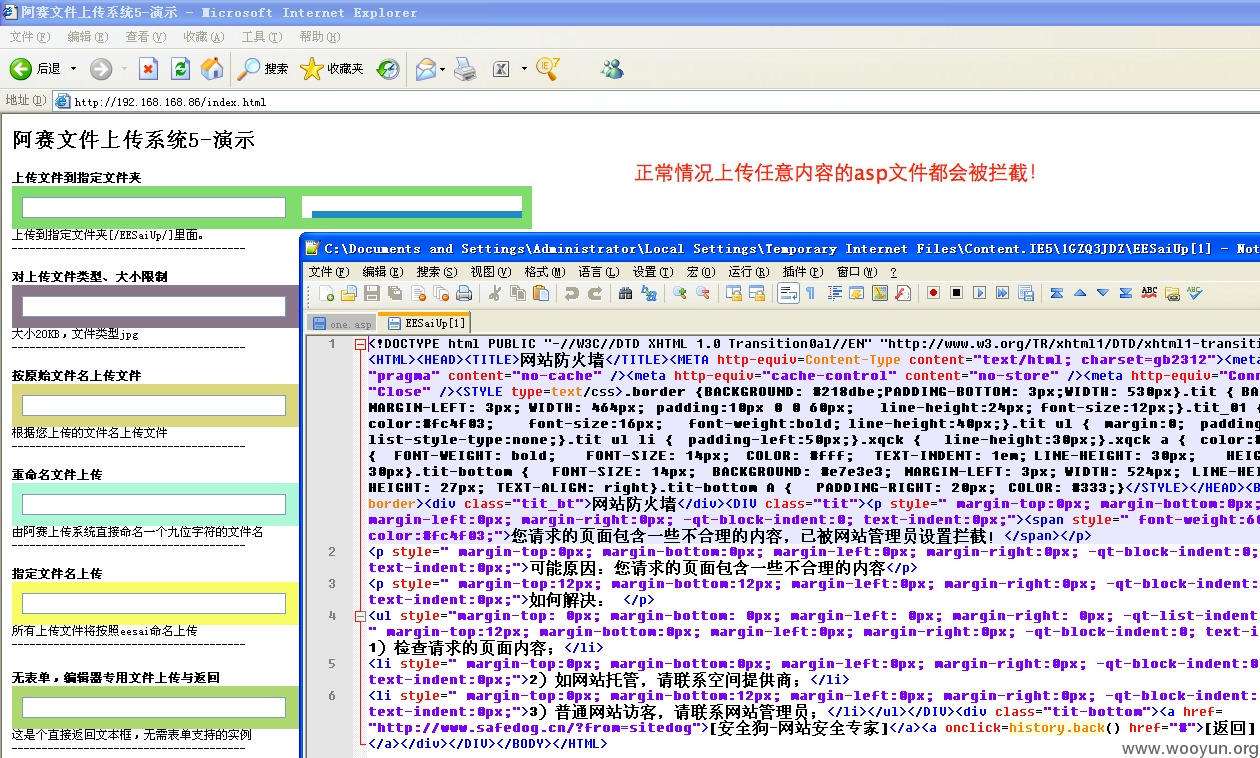 阿赛文件上传系统5-演示 - Microsoft Internet Explorer
文件(F) 编辑(E) 查看(V) 收藏(A) 工具(T) 帮助(H)
后退 搜索 收藏夹
地址(D) http://192.168.168.86/index.html
阿赛文件上传系统5-演示
正常情况上传任意内容的asp文件都会被拦截!
上传文件到指定文件夹
上传到指定文件夹[/EESaiUp/]里面。
对上传文件类型、大小限制
大小20KB,文件类型jpg
按原始文件名上传文件
根据您上传的文件名上传文件
重命名文件上传
由阿赛上传系统直接命名一个九位字符的文件名
指定文件名上传
所有上传文件将按照eesai命名上传
无表单,编辑器专用文件上传与返回
这是个直接返回文本框,无需表单支持的实例
C:\Documents and Settings\Administrator\Local Settings\Temporary Internet Files\Content.IE5\1GZQ3JDZ\EESaiUp[1] - Not
文件(F) 编辑(E) 搜索(S) 视图(V) 格式(M) 语言(L) 设置(T) 宏(O) 运行(R) 插件(P) 窗口(W) ?
one.asp EESaiUp[1]
1 <!DOCTYPE html PUBLIC "-//W3C//DTD XHTML 1.0 Transition0al//EN" "http://www.w3.org/TR/xhtml1/DTD/xhtml1-transiti
<HTML><HEAD><TITLE>网站防火墙</TITLE><META http-equiv=Content-Type content="text/html; charset=gb2312"><meta
"pragma" content="no-cache" /><meta http-equiv="cache-control" content="no-store" /><meta http-equiv="Conn
"Close" /><STYLE type=text/css>.border {BACKGROUND: #218dbe;PADDING-BOTTOM: 3px;WIDTH: 530px}.tit { BA
MARGIN-LEFT: 3px; WIDTH: 464px; padding:10px 0 0 60px; line-height:24px; font-size:12px;}.tit_01 {
color:#fc4f03; font-size:16px; font-weight:bold; line-height:40px;}.tit ul { margin:0; padding
list-style-type:none;}.tit ul li { padding-left:50px;}.xqck { line-height:30px;}.xqck a { color:#
{ FONT-WEIGHT: bold; FONT-SIZE: 14px; COLOR: #fff; TEXT-INDENT: 1em; LINE-HEIGHT: 30px; HEIG
30px}.tit-bottom { FONT-SIZE: 14px; BACKGROUND: #e7e3e3; MARGIN-LEFT: 3px; WIDTH: 524px; LINE-HEI
HEIGHT: 27px; TEXT-ALIGN: right}.tit-bottom A { PADDING-RIGHT: 20px; COLOR: #333;}</STYLE></HEAD><B
border><div class="tit_bt">网站防火墙</div><DIV class="tit"><p style=" margin-top:0px; margin-bottom:0px;
margin-left:0px; margin-right:0px; -qt-block-indent:0; text-indent:0px;"><span style=" font-weight:6
color:#fc4f03;">您请求的页面包含一些不合理的内容，已被网站管理员设置拦截！</span></p>
2 <p style=" margin-top:0px; margin-bottom:0px; margin-left:0px; margin-right:0px; -qt-block-indent:0;
text-indent:0px;">可能原因：您请求的页面包含一些不合理的内容</p>
3 <p style=" margin-top:12px; margin-bottom:12px; margin-left:0px; margin-right:0px; -qt-block-indent:
text-indent:0px;">如何解决： </p>
4 <ul style="margin-top: 0px; margin-bottom: 0px; margin-left: 0px; margin-right: 0px; -qt-list-indent
" margin-top:12px; margin-bottom:0px; margin-left:0px; margin-right:0px; -qt-block-indent:0; text-i
1）检查请求的页面内容；</li>
5 <li style=" margin-top:0px; margin-bottom:0px; margin-left:0px; margin-right:0px; -qt-block-indent:0
text-indent:0px;">2）如网站托管，请联系空间提供商；</li>
6 <li style=" margin-top:0px; margin-bottom:12px; margin-left:0px; margin-right:0px; -qt-block-indent:
text-indent:0px;">3）普通网站访客，请联系网站管理员；</li></ul></DIV><div class="tit-bottom"><a href=
"http://www.safedog.cn/?from=sitedog">[安全狗-网站安全专家]</a><a onclick=history.back() href="#">[返回]
</a></div></DIV></BODY></HTML>
www.wooyun.org